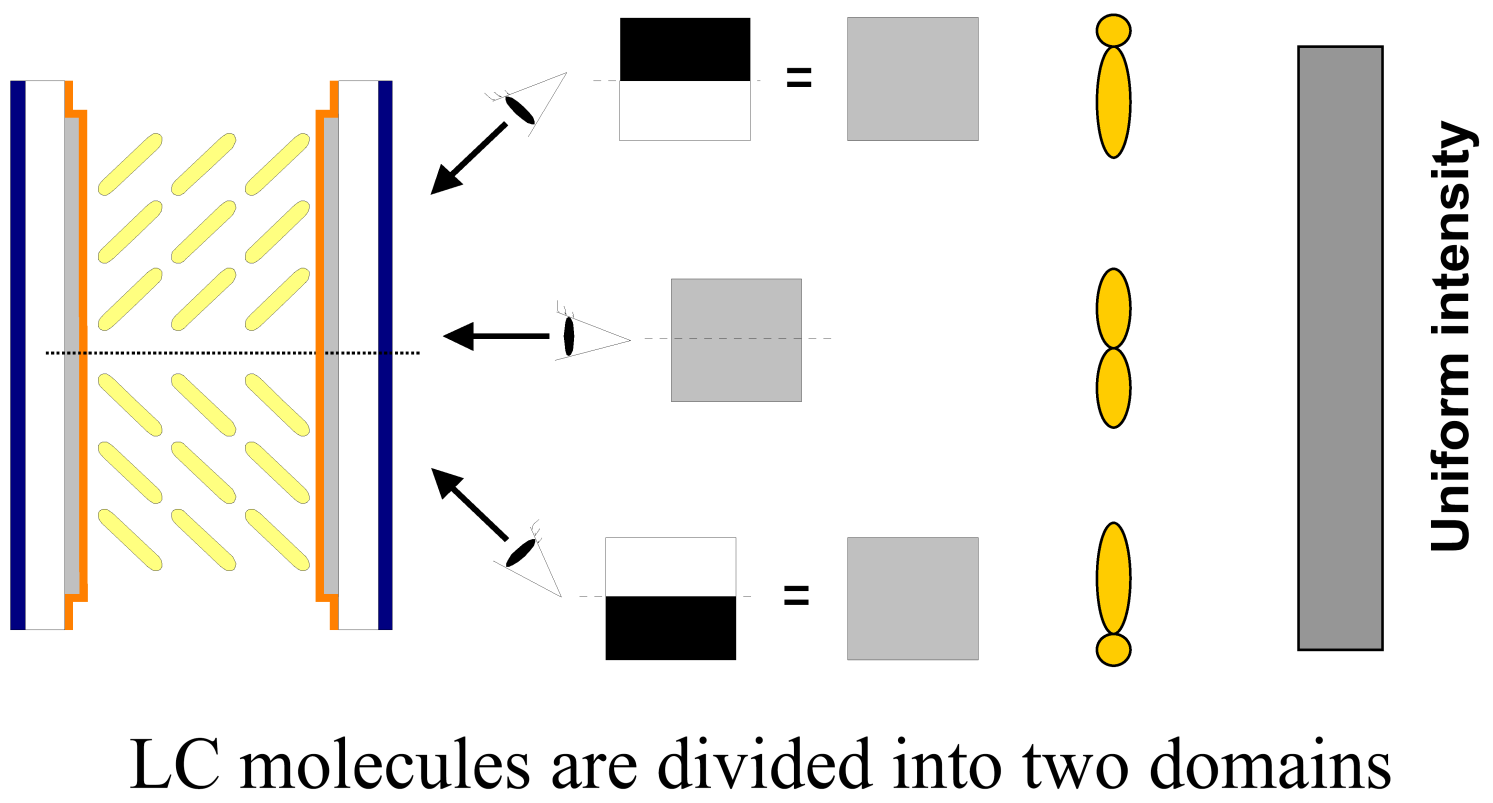 =
=
Uniform intensity
LC molecules are divided into two domains